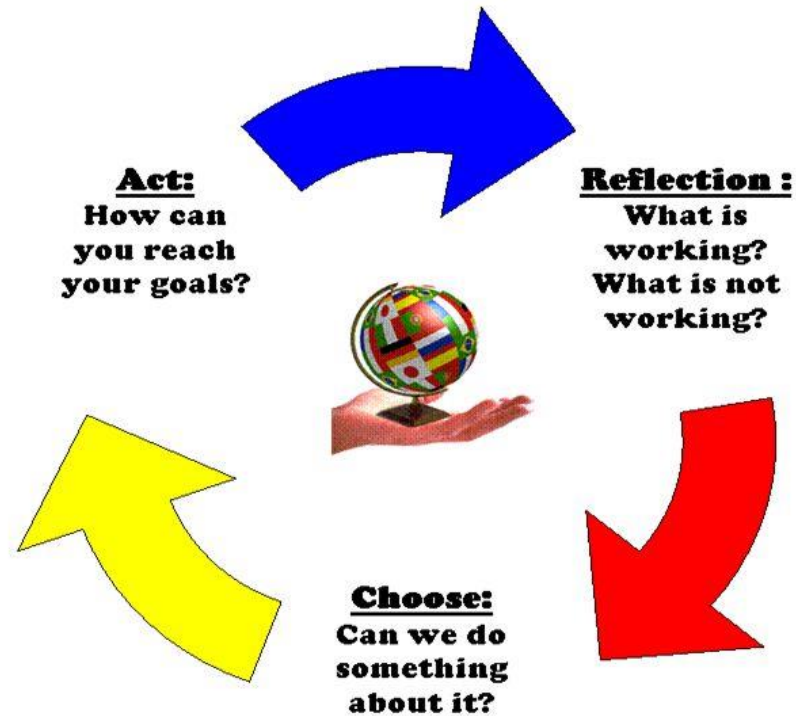 Act:
How can
you reach
your goals?
Reflection :
What is
working?
What is not
working?
Choose:
Can we do
something
about it?